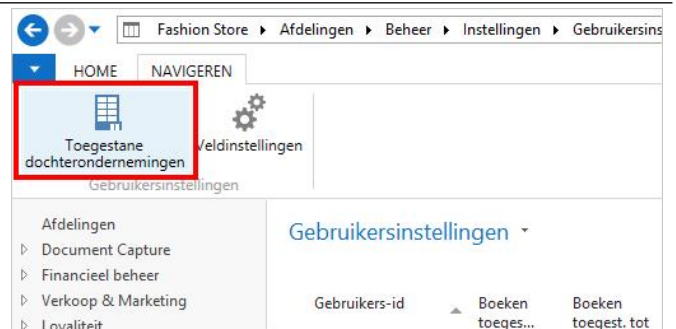 Fashion Store ▸ Afdelingen ▸ Beheer ▸ Instellingen ▸ Gebruikersins
HOME NAVIGEREN
Toegestane dochterondernemingen
Veldinstellingen
Gebruikersinstellingen
Afdelingen
Document Capture
Financieel beheer
Verkoop & Marketing
Loyaliteit
Gebruikersinstellingen
Gebruikers-id
Boeken toeges...
Boeken toegest. tot